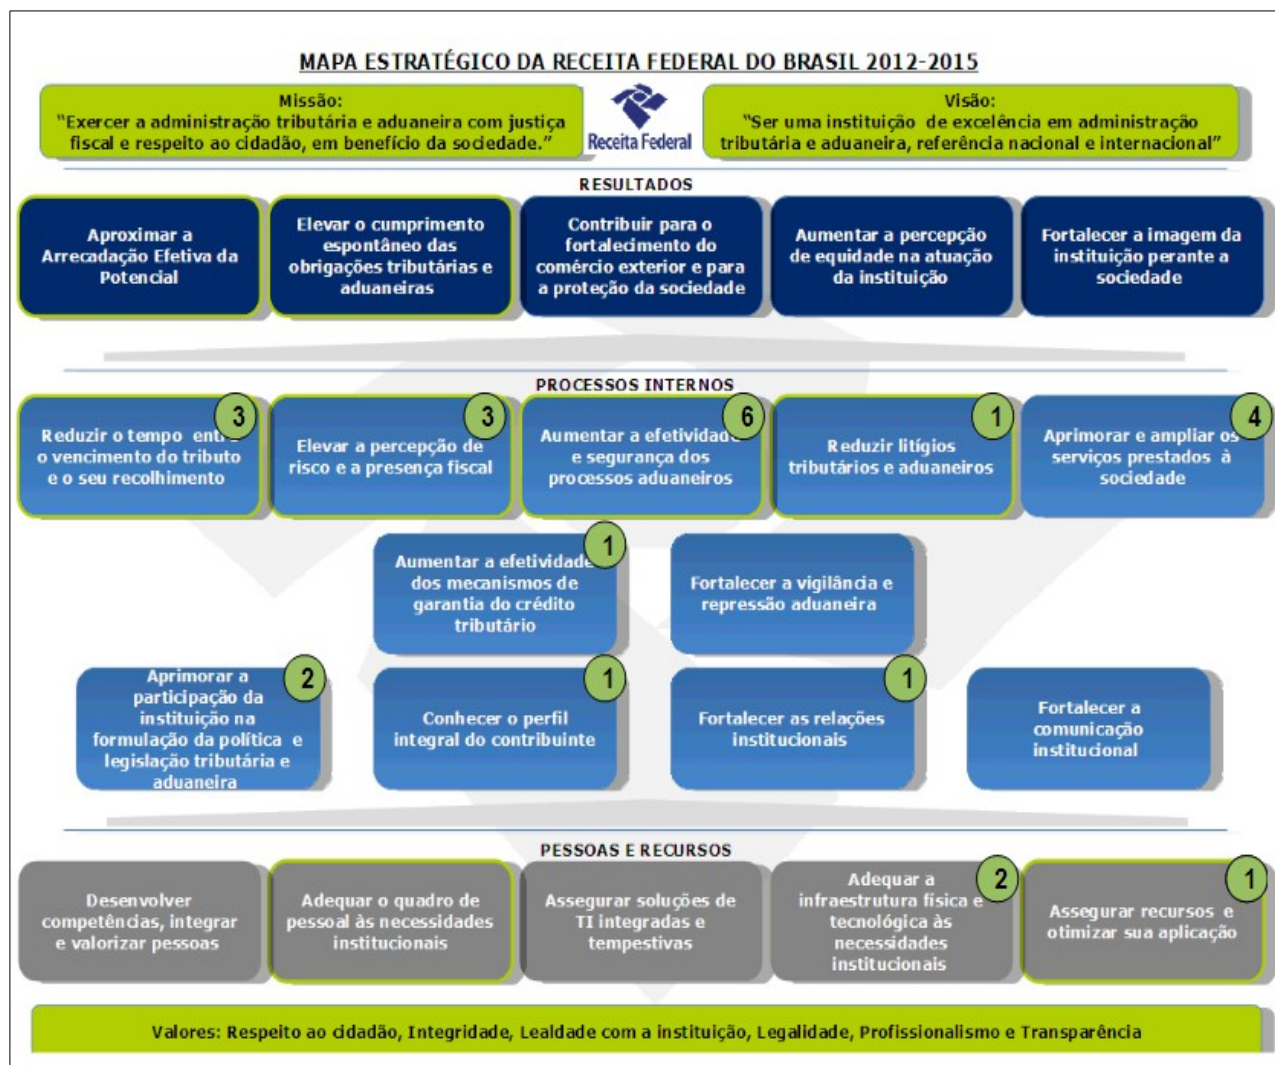 MAPA ESTRATÉGICO DA RECEITA FEDERAL DO BRASIL 2012-2015
Missão:
“Exercer a administração tributária e aduaneira com justiça
fiscal e respeito ao cidadão, em benefício da sociedade.”
Receita Federal
Visão:
“Ser uma instituição de excelência em administração
tributária e aduaneira, referência nacional e internacional”
RESULTADOS
Aproximar a
Arrecadação Efetiva da
Potencial
Elevar o cumprimento
espontâneo das
obrigações tributárias e
aduaneiras
Contribuir para o
fortalecimento do
comércio exterior e para
a proteção da sociedade
Aumentar a percepção
de equidade na atuação
da instituição
Fortalecer a imagem da
instituição perante a
sociedade
PROCESSOS INTERNOS
3
Reduzir o tempo entre
o vencimento do tributo
e o seu recolhimento
3
Elevar a percepção de
risco e a presença fiscal
6
Aumentar a efetividade
e segurança dos
processos aduaneiros
1
Reduzir litígios
tributários e aduaneiros
4
Aprimorar e ampliar os
serviços prestados à
sociedade
1
Aumentar a efetividade
dos mecanismos de
garantia do crédito
tributário
Fortalecer a vigilância e
repressão aduaneira
2
Aprimorar a
participação da
instituição na
formulação da política e
legislação tributária e
aduaneira
1
Conhecer o perfil
integral do contribuinte
1
Fortalecer as relações
institucionais
Fortalecer a
comunicação
institucional
PESSOAS E RECURSOS
Desenvolver
competências, integrar
e valorizar pessoas
Adequar o quadro de
pessoal às necessidades
institucionais
Assegurar soluções de
TI integradas e
tempestivas
2
Adequar a
infraestrutura física e
tecnológica às
necessidades
institucionais
1
Assegurar recursos e
otimizar sua aplicação
Valores: Respeito ao cidadão, Integridade, Lealdade com a instituição, Legalidade, Profissionalismo e Transparência